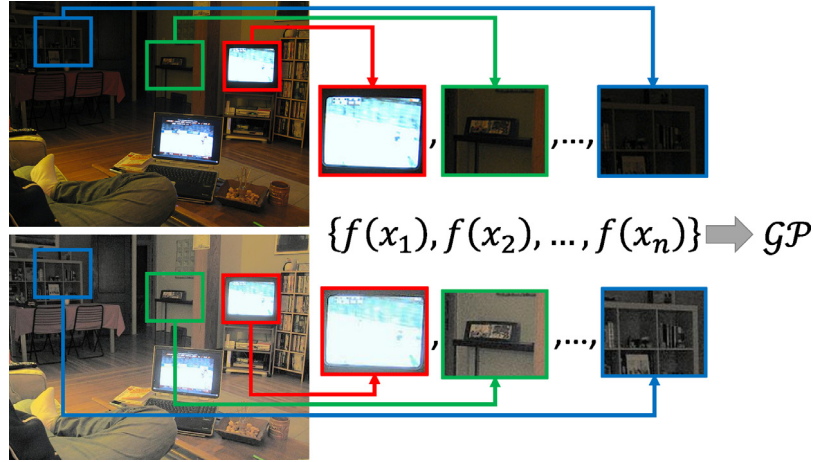 , ,...,
{f(x₁), f(x₂), ... , f(xₙ)} 𝒢𝒫
, ,...,